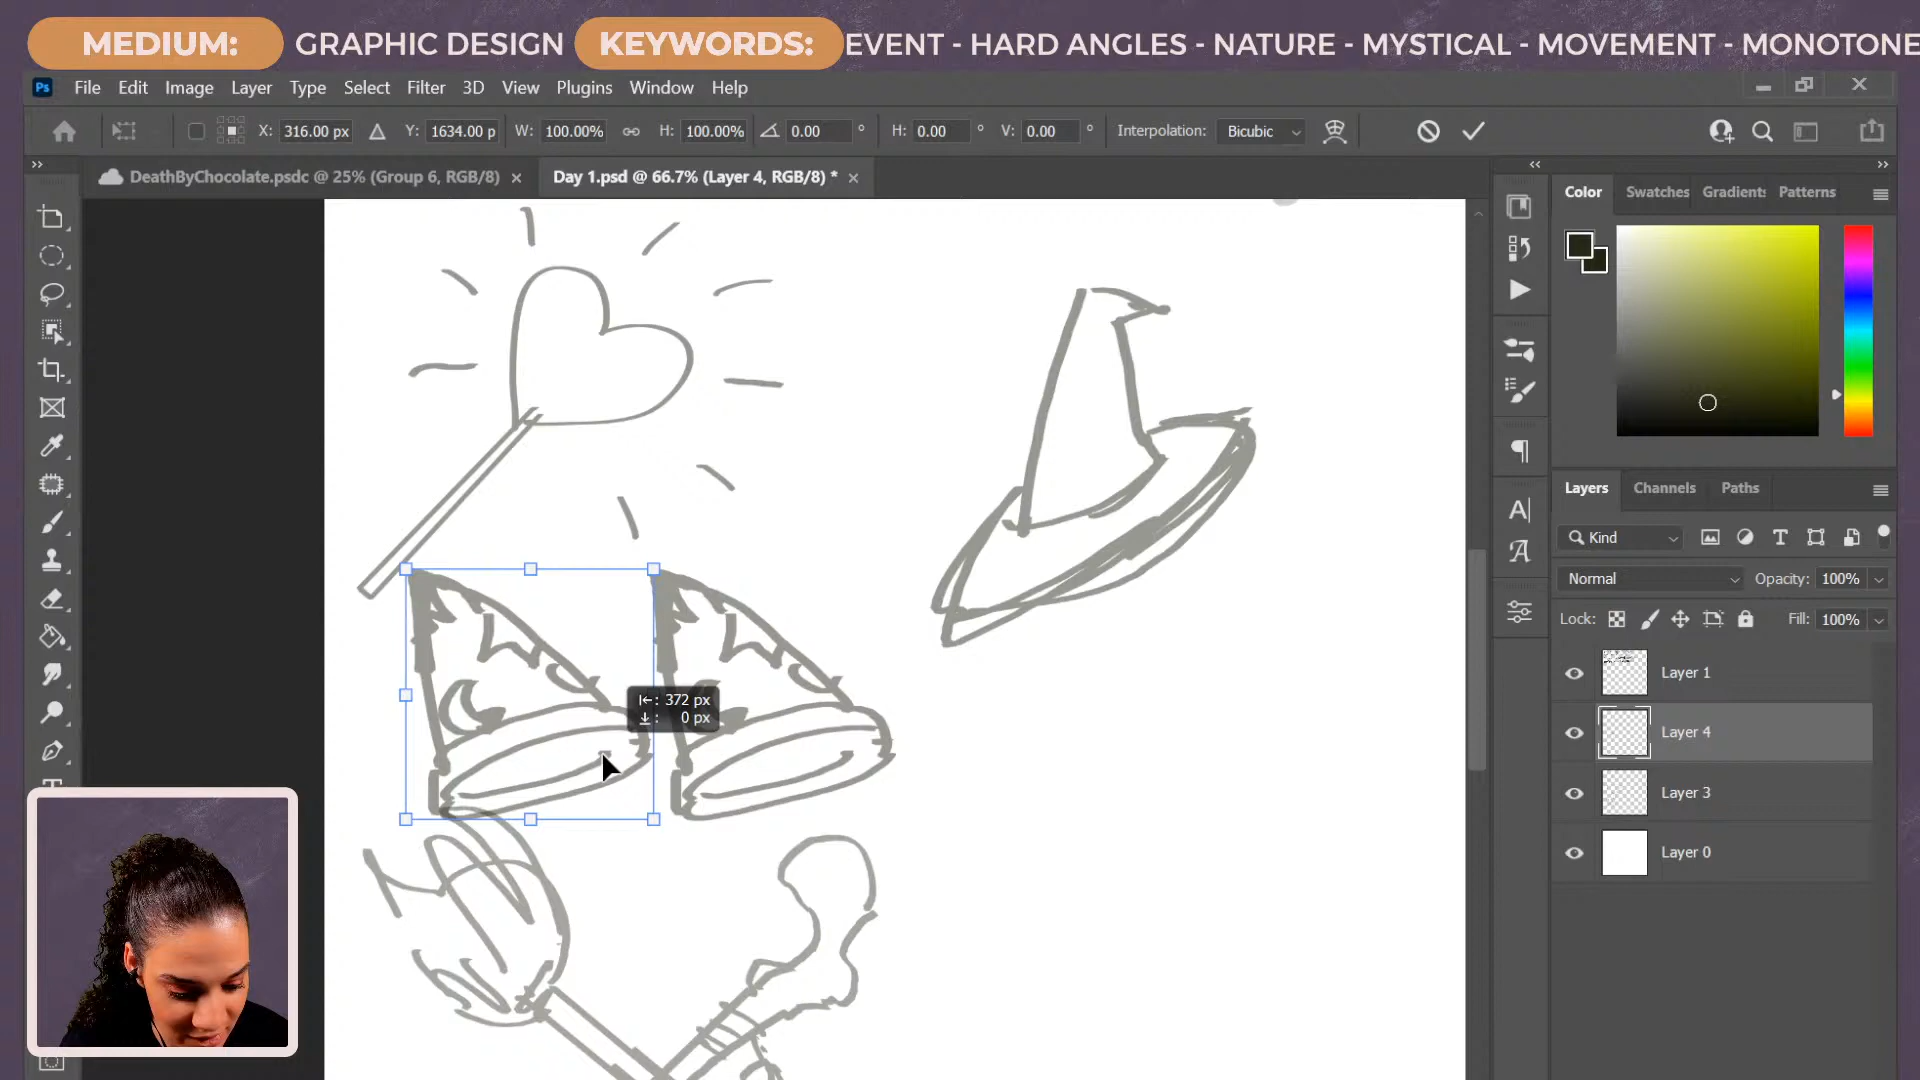 MEDIUM: GRAPHIC DESIGN KEYWORDS: EVENT - HARD ANGLES - NATURE - MYSTICAL - MOVEMENT - MONOTONE
Ps File Edit Image Layer Type Select Filter 3D View Plugins Window Help
X: 316.00 px Y: 1634.00 p W: 100.00% H: 100.00% 0.00 ° H: 0.00 ° V: 0.00 ° Interpolation: Bicubic
DeathByChocolate.psdc @ 25% (Group 6, RGB/8) × Day 1.psd @ 66.7% (Layer 4, RGB/8) * ×
Color Swatches Gradients Patterns
372 px
0 px
Layers Channels Paths
Kind
Normal Opacity: 100%
Lock: Fill: 100%
Layer 1
Layer 4
Layer 3
Layer 0